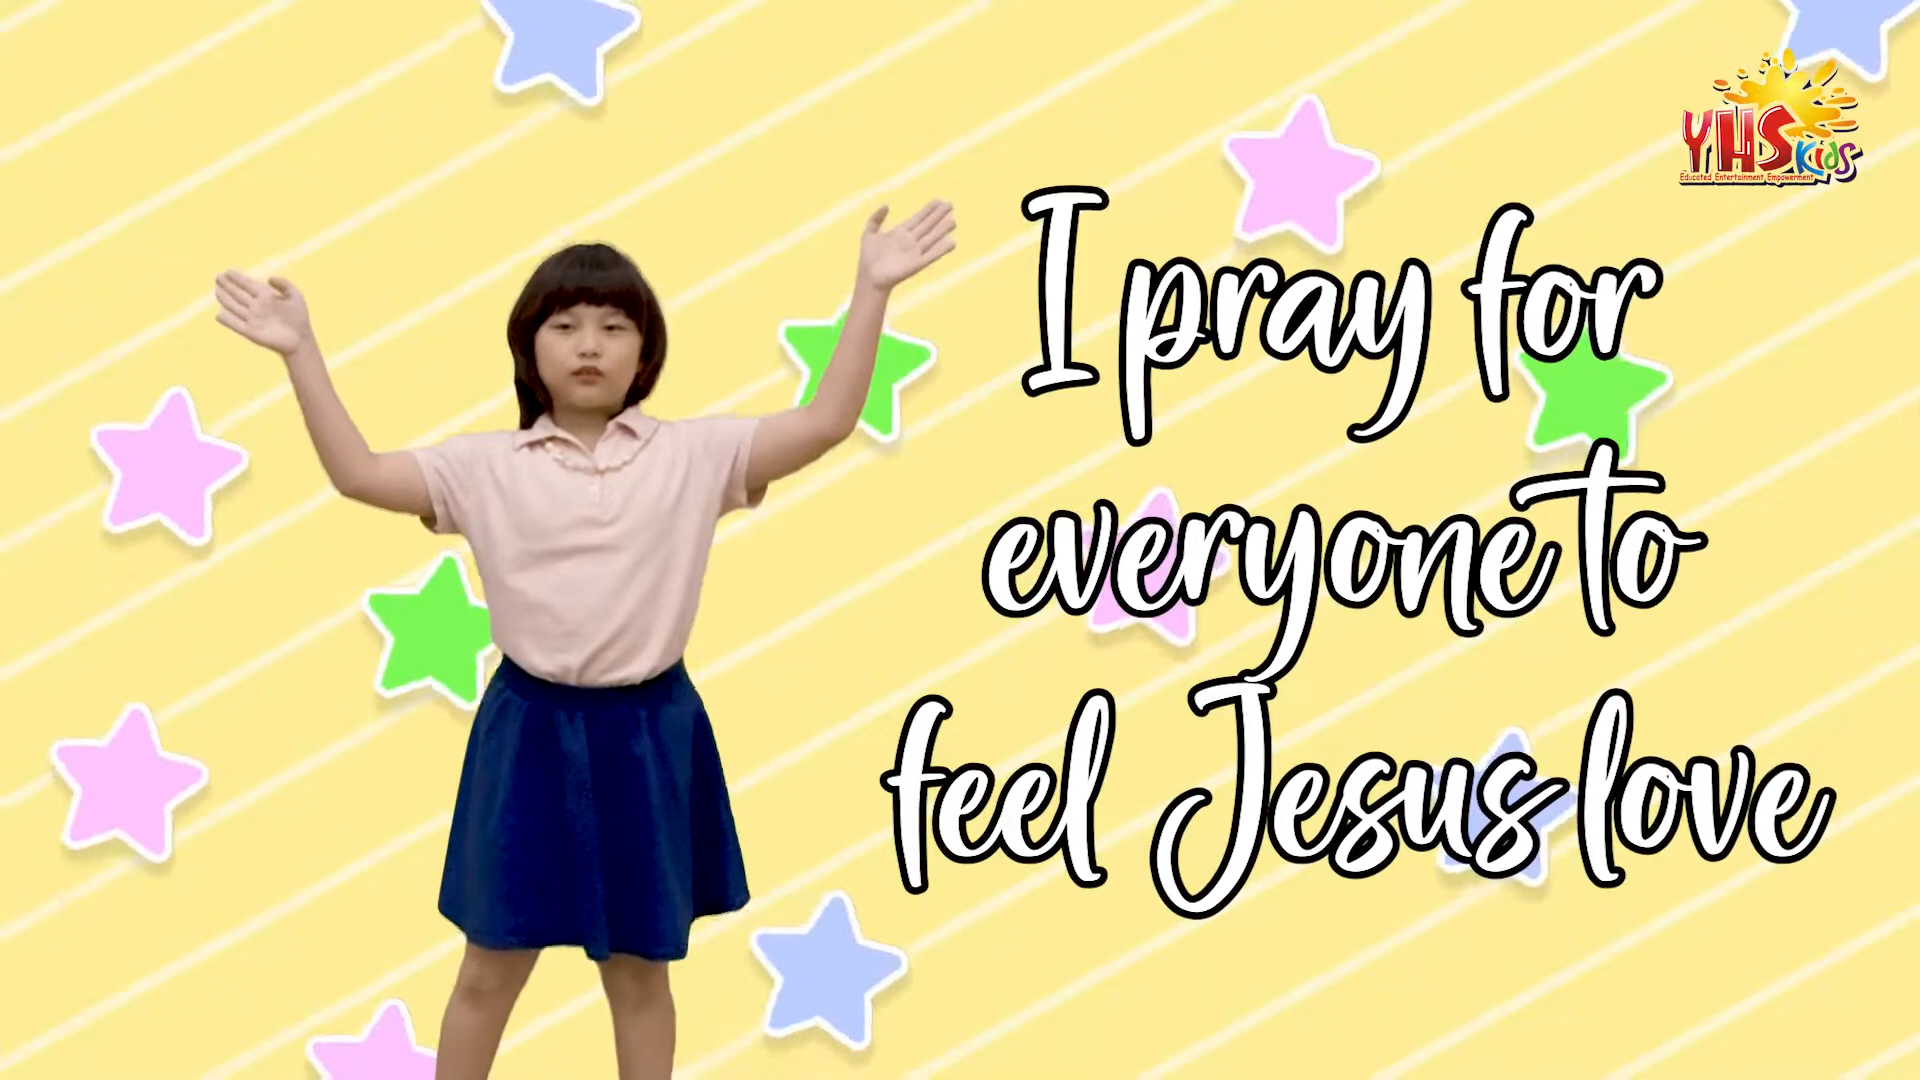 YHS Kids
Educated Entertainment Empowerment
I pray for
everyone to
feel Jesus love